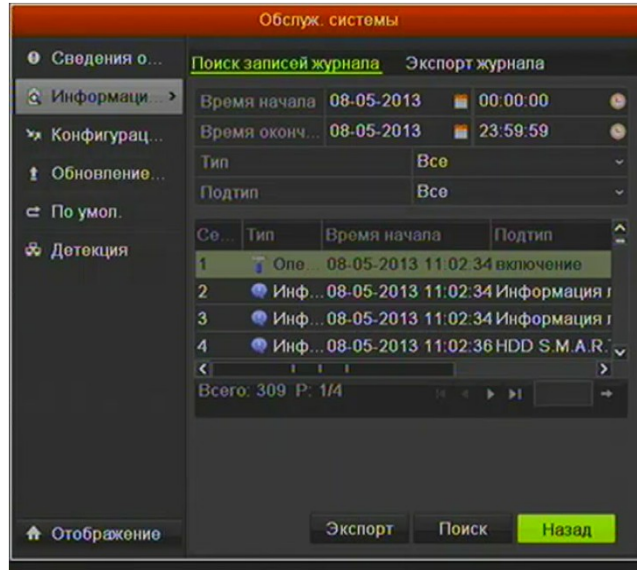 Обслуж. системы
Сведения о...
Информаци...
Конфигурац...
Обновление...
По умол.
Детекция
Отображение
Поиск записей журнала Экспорт журнала
Время начала 08-05-2013 00:00:00
Время оконч... 08-05-2013 23:59:59
Тип Все
Подтип Все
Се... Тип Время начала Подтип
1 Опе... 08-05-2013 11:02:34 включение
2 Инф... 08-05-2013 11:02:34 Информация
3 Инф... 08-05-2013 11:02:34 Информация
4 Инф... 08-05-2013 11:02:36 HDD S.M.A.R.
Всего: 309 P: 1/4
Экспорт Поиск Назад